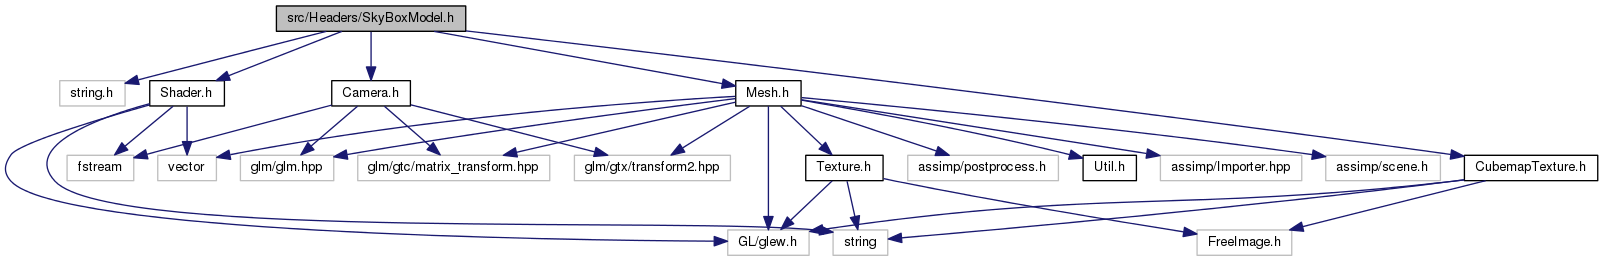 src/Headers/SkyBoxModel.h
string.h
Shader.h
Camera.h
Mesh.h
fstream
vector
glm/glm.hpp
glm/gtc/matrix_transform.hpp
glm/gtx/transform2.hpp
Texture.h
assimp/postprocess.h
Util.h
assimp/Importer.hpp
assimp/scene.h
CubemapTexture.h
GL/glew.h
string
FreeImage.h